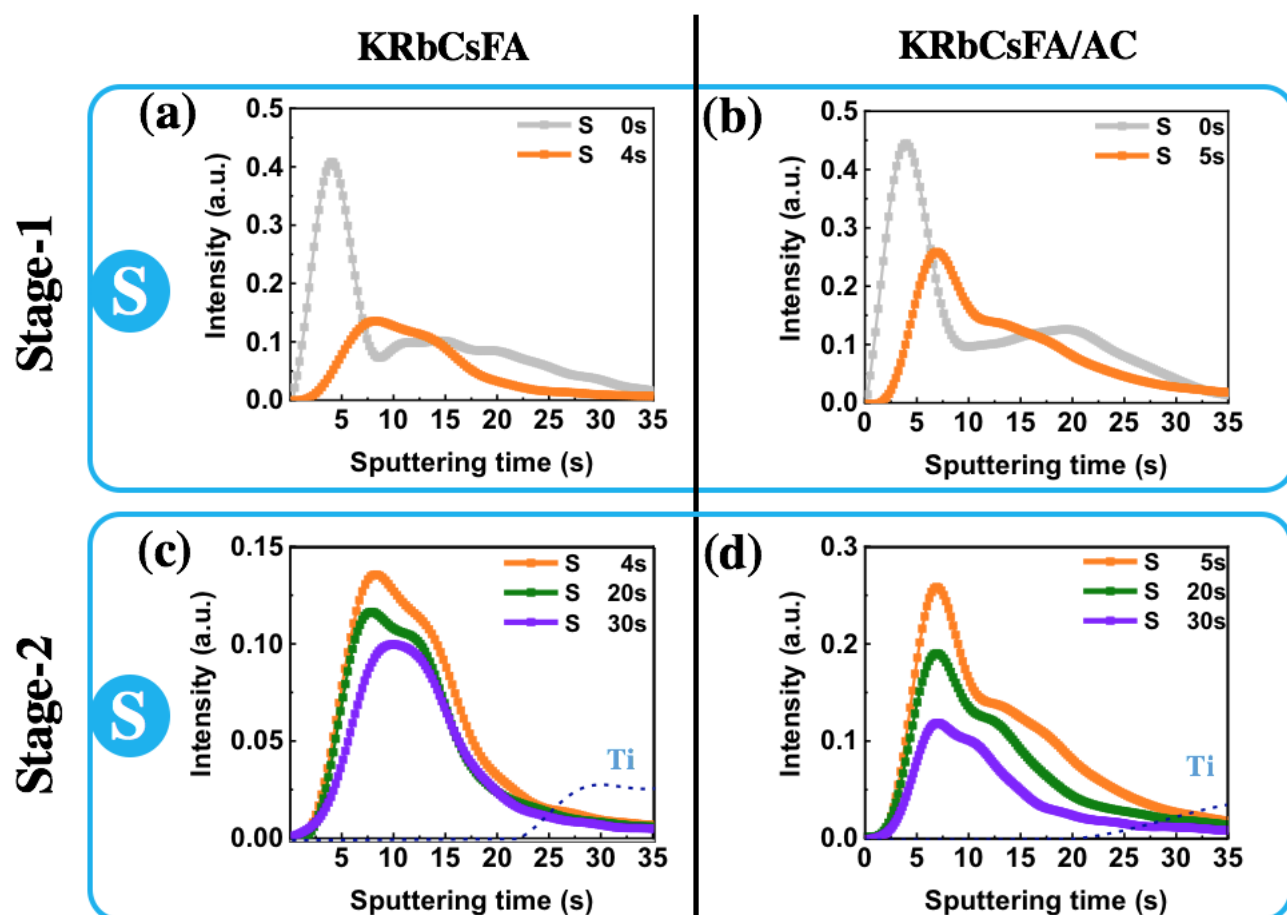 KRbCsFA
KRbCsFA/AC
Stage-1
S
(a)
Intensity (a.u.)
0.5
0.4
0.3
0.2
0.1
0.0
S 0s
S 4s
5 10 15 20 25 30 35
Sputtering time (s)
(b)
Intensity (a.u.)
0.5
0.4
0.3
0.2
0.1
0.0
S 0s
S 5s
0 5 10 15 20 25 30 35
Sputtering time (s)
Stage-2
S
(c)
Intensity (a.u.)
0.15
0.10
0.05
0.00
S 4s
S 20s
S 30s
Ti
5 10 15 20 25 30 35
Sputtering time (s)
(d)
Intensity (a.u.)
0.3
0.2
0.1
0.0
S 5s
S 20s
S 30s
Ti
0 5 10 15 20 25 30 35
Sputtering time (s)